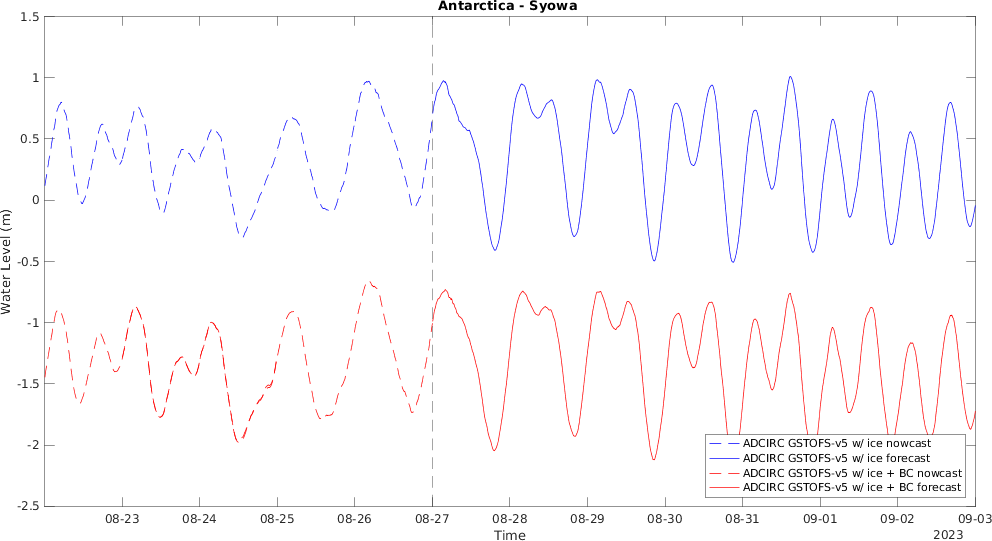 Antarctica - Syowa
1.5
1
0.5
0
-0.5
-1
-1.5
-2
-2.5
Water Level (m)
ADCIRC GSTOFS-v5 w/ ice nowcast
ADCIRC GSTOFS-v5 w/ ice forecast
ADCIRC GSTOFS-v5 w/ ice + BC nowcast
ADCIRC GSTOFS-v5 w/ ice + BC forecast
08-23 08-24 08-25 08-26 08-27 08-28 08-29 08-30 08-31 09-01 09-02 09-03
Time
2023